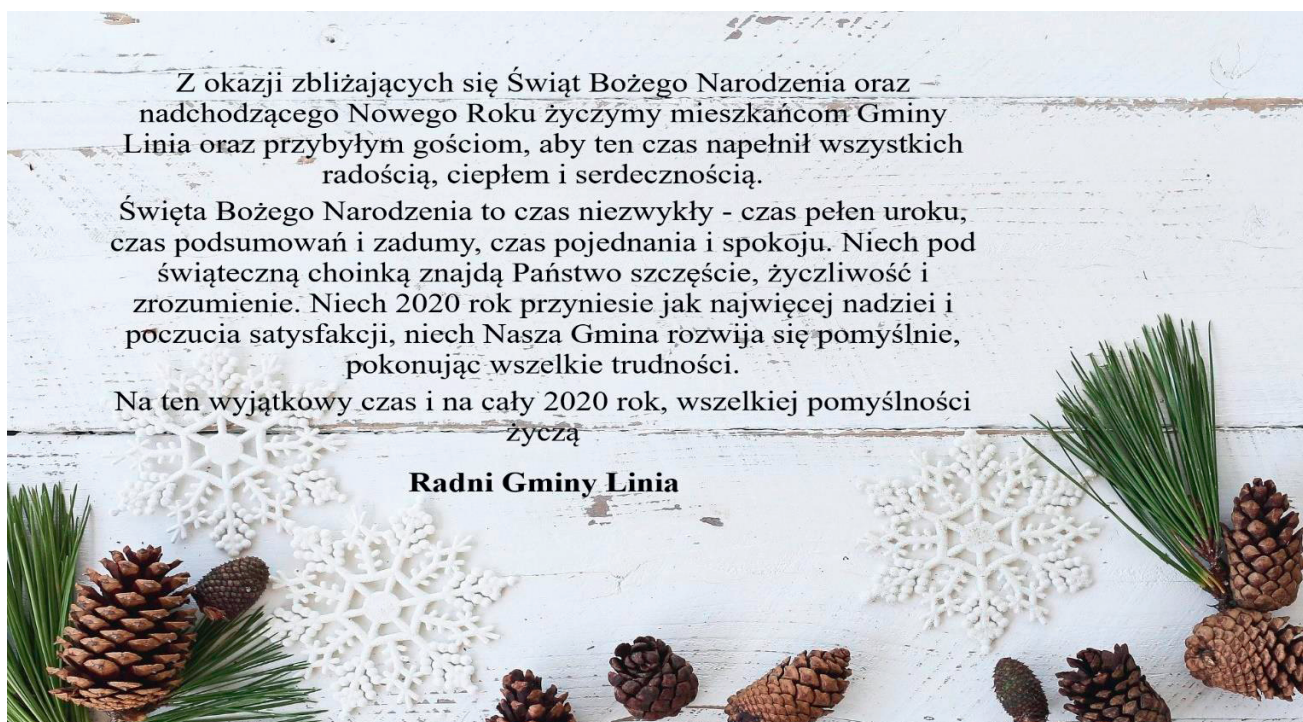 Z okazji zbliżających się Świąt Bożego Narodzenia oraz
nadchodzącego Nowego Roku życzymy mieszkańcom Gminy
Linia oraz przybyłym gościom, aby ten czas napełnił wszystkich
radością, ciepłem i serdecznością.
Święta Bożego Narodzenia to czas niezwykły - czas pełen uroku,
czas podsumowań i zadumy, czas pojednania i spokoju. Niech pod
świąteczną choinką znajdą Państwo szczęście, życzliwość i
zrozumienie. Niech 2020 rok przyniesie jak najwięcej nadziei i
poczucia satysfakcji, niech Nasza Gmina rozwija się pomyślnie,
pokonując wszelkie trudności.
Na ten wyjątkowy czas i na cały 2020 rok, wszelkiej pomyślności
życzą
Radni Gminy Linia